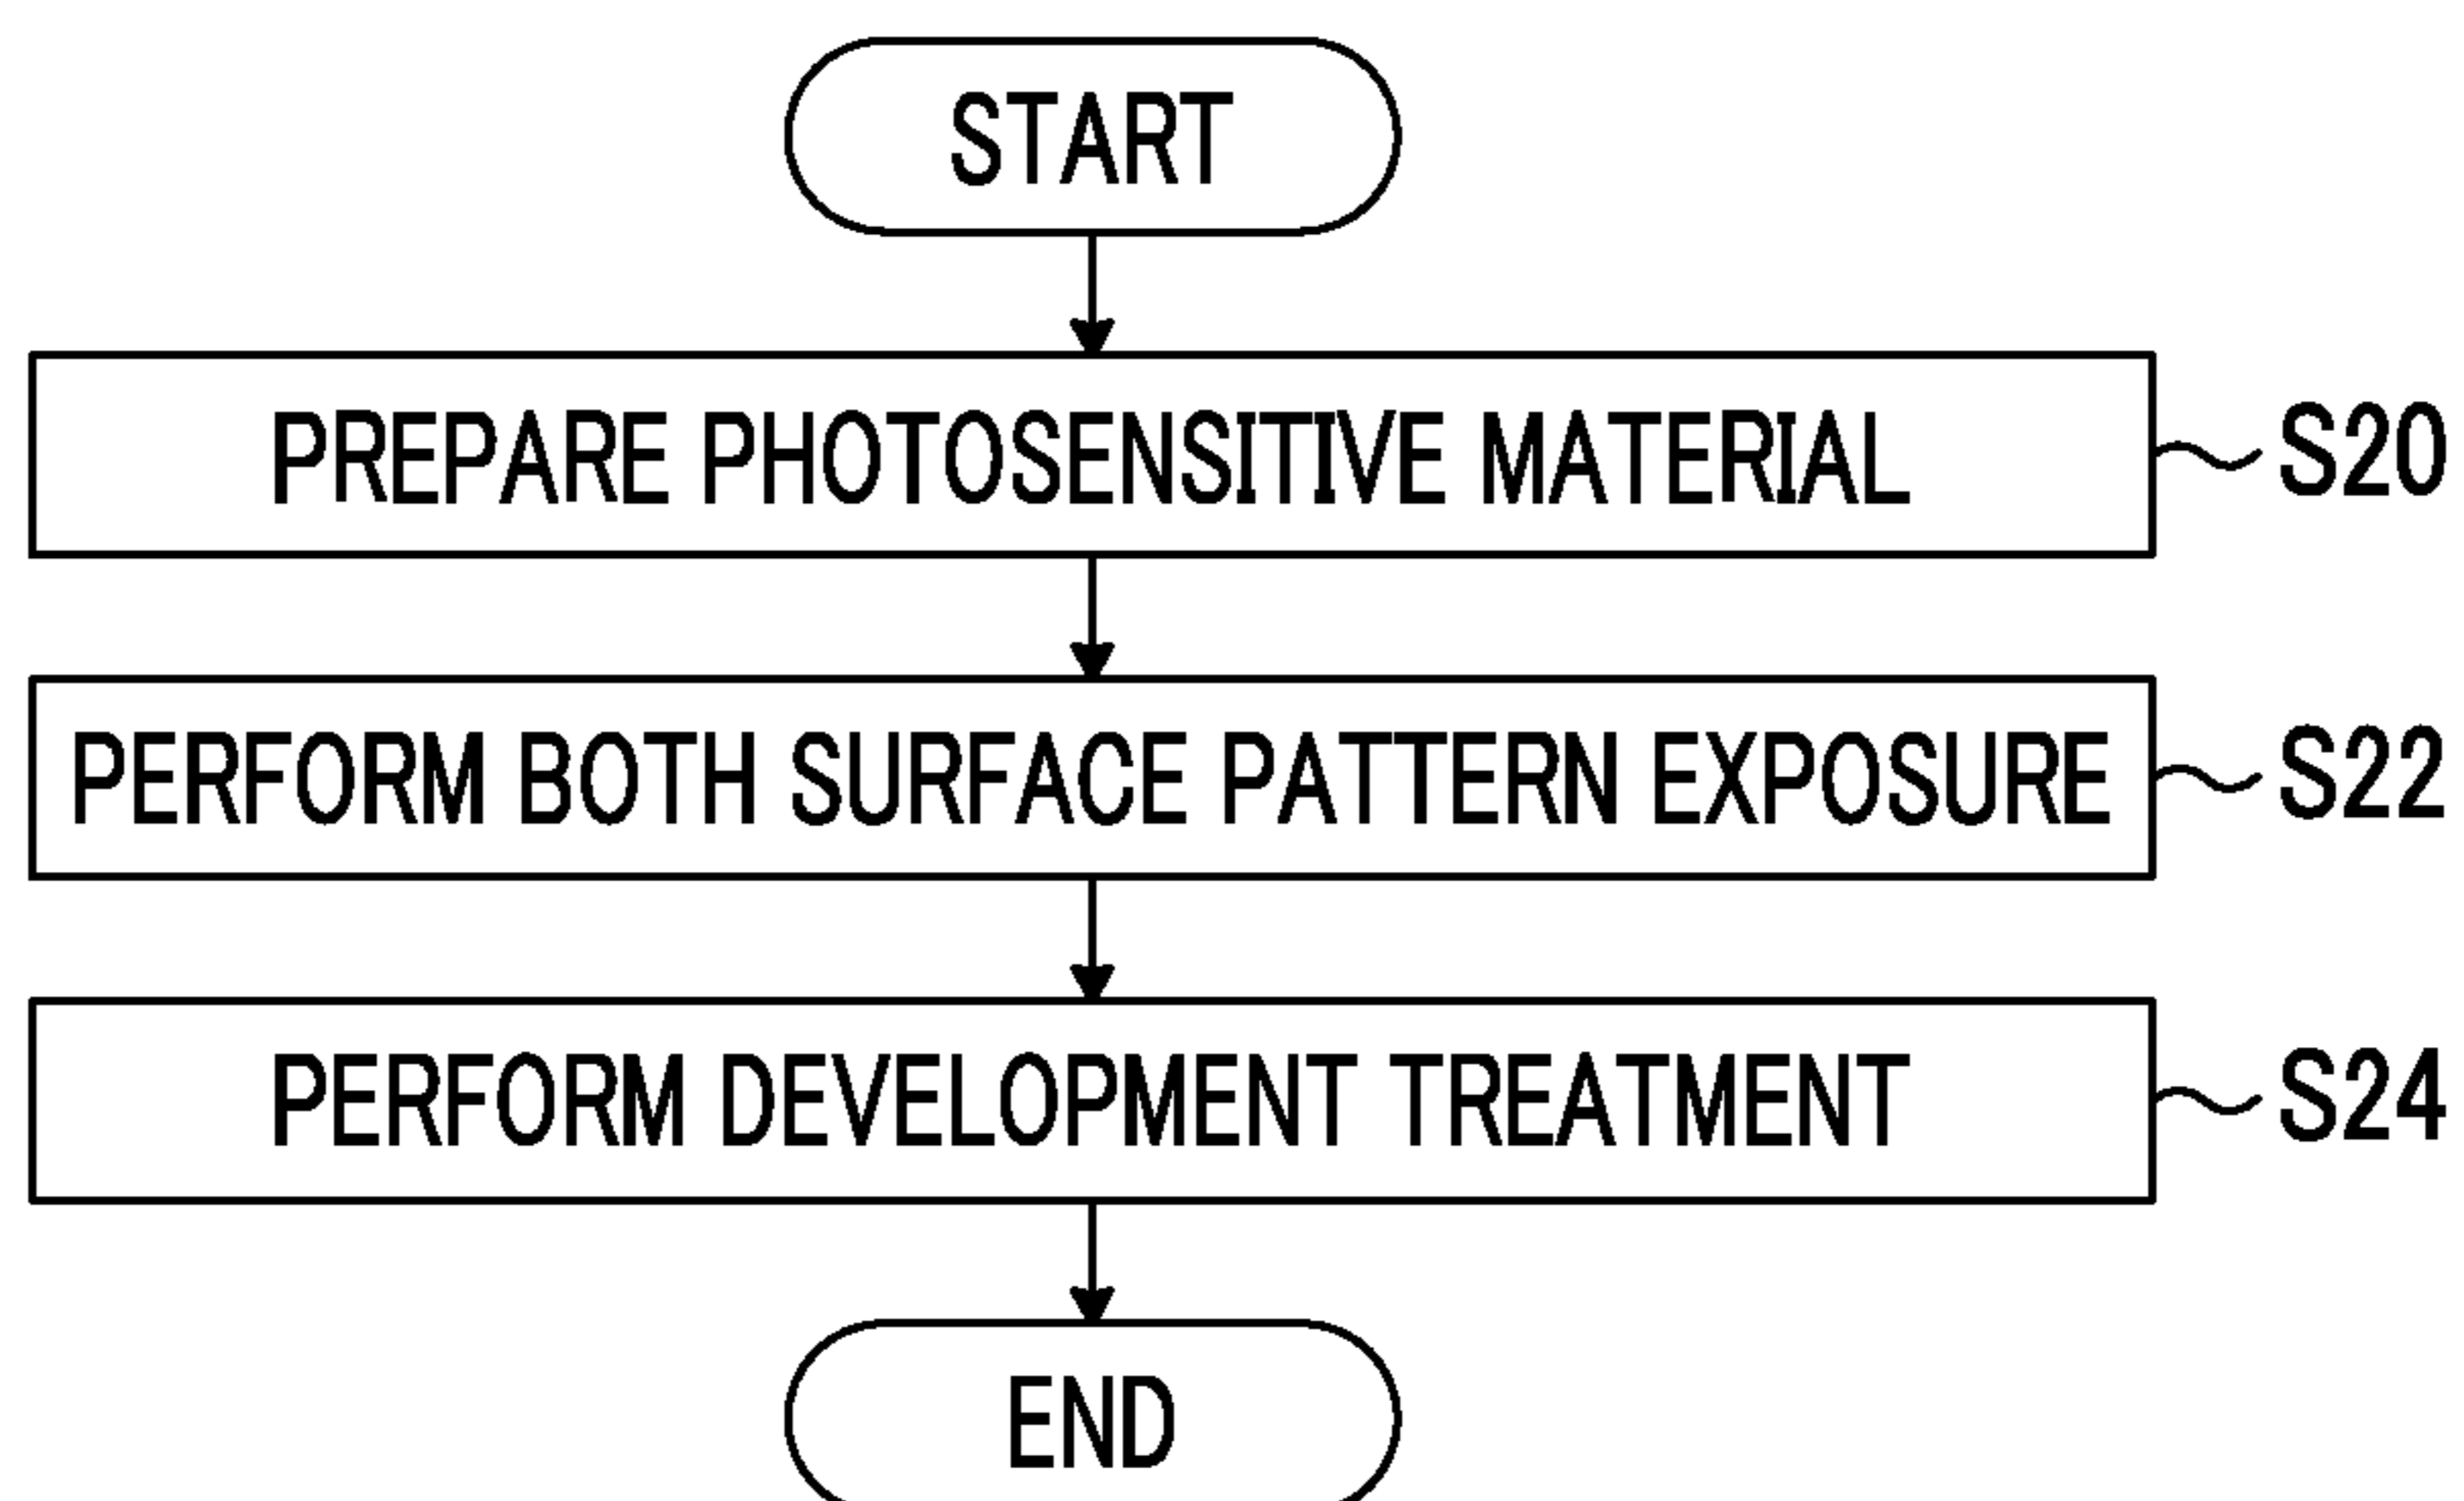 START
PREPARE PHOTOSENSITIVE MATERIAL
S20
PERFORM BOTH SURFACE PATTERN EXPOSURE
S22
PERFORM DEVELOPMENT TREATMENT
S24
END